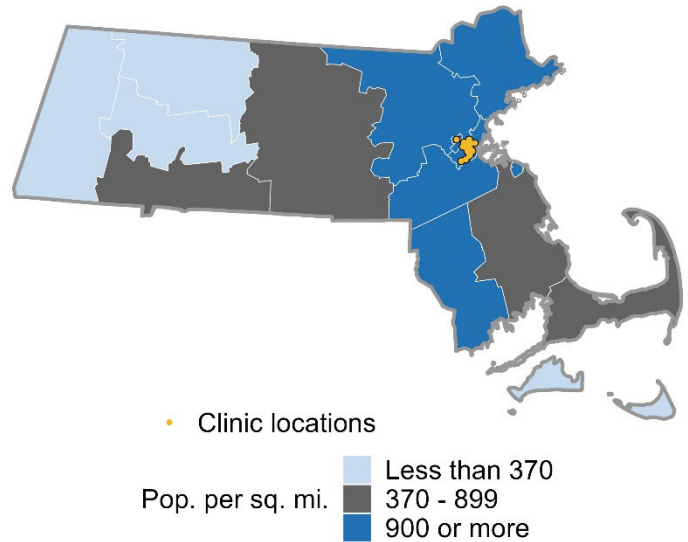 Clinic locations
Less than 370
Pop. per sq. mi. 370 - 899
900 or more